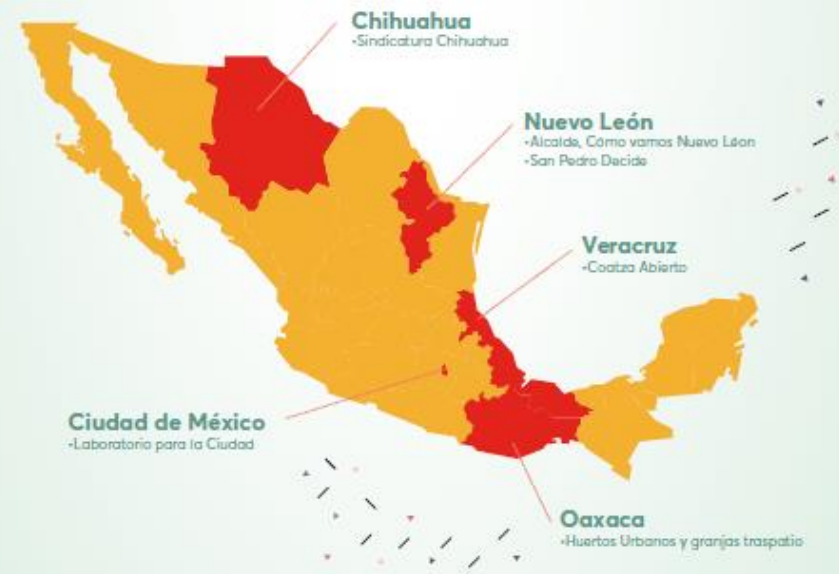 Chihuahua
-Sindicatura Chihuahua
Nuevo León
-Alcalde, Cómo vamos Nuevo Léon
-San Pedro Decide
Veracruz
-Coatza Abierto
Ciudad de México
-Laboratorio para la Ciudad
Oaxaca
-Huertos Urbanos y granjas traspatio